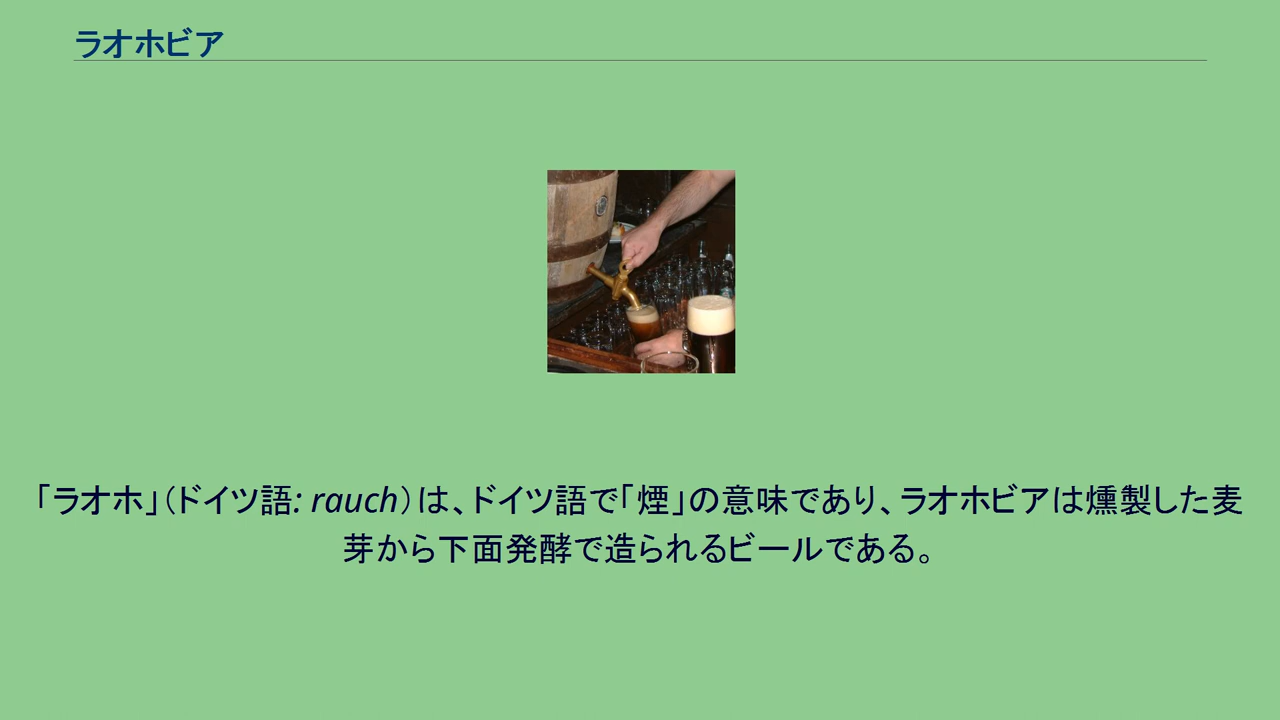 ラオホビア
「ラオホ」（ドイツ語: rauch）は、ドイツ語で「煙」の意味であり、ラオホビアは燻製した麦
芽から下面発酵で造られるビールである。